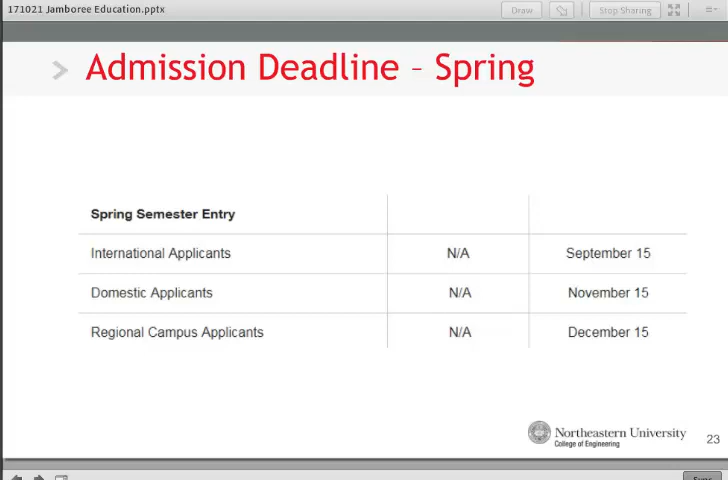 171021 Jamboree Education.pptx
Draw
Stop Sharing
Admission Deadline – Spring
Spring Semester Entry
International Applicants N/A September 15
Domestic Applicants N/A November 15
Regional Campus Applicants N/A December 15
Northeastern University
College of Engineering
23
Sync